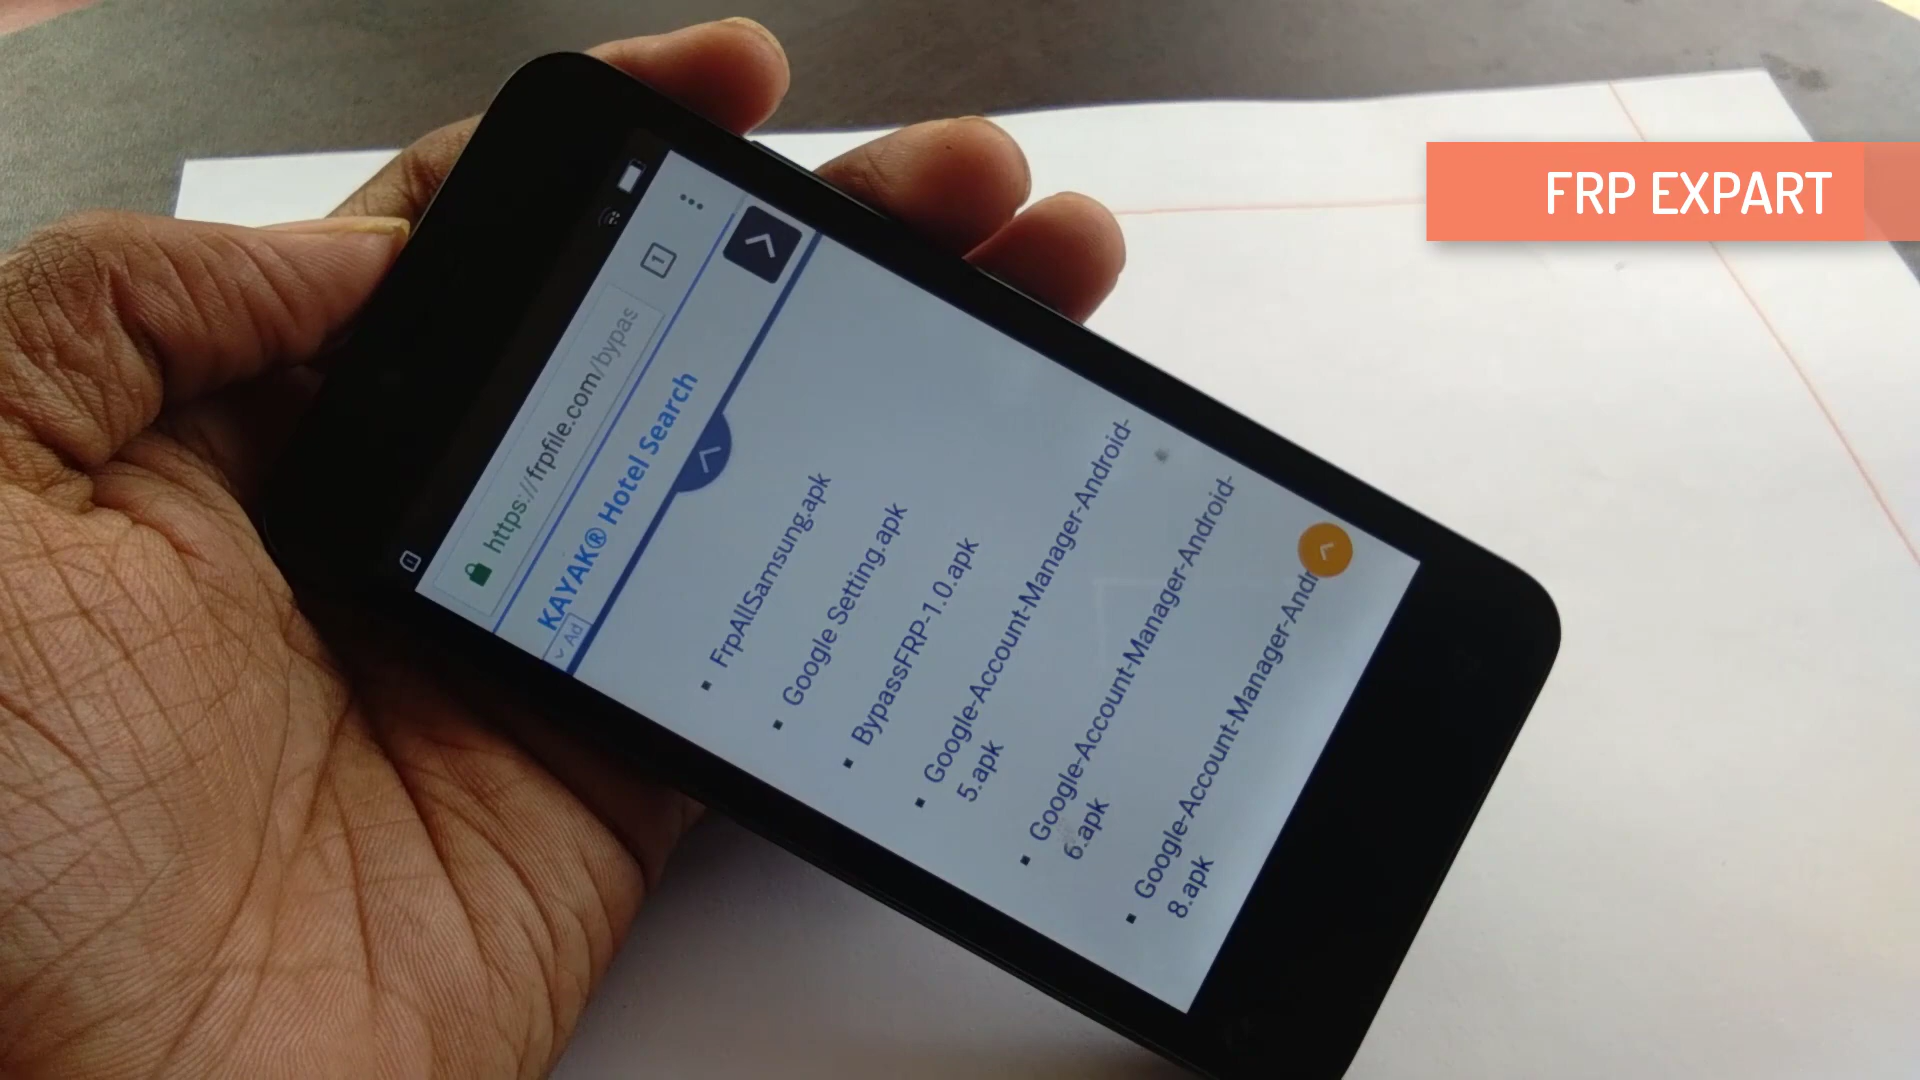 FRP EXPART
1
https://frpfile.com/bypas
KAYAK® Hotel Search
Ad
FrpAllSamsung.apk
Google Setting.apk
BypassFRP-1.0.apk
Google-Account-Manager-Android-
5.apk
Google-Account-Manager-Android-
6.apk
Google-Account-Manager-Andr
8.apk